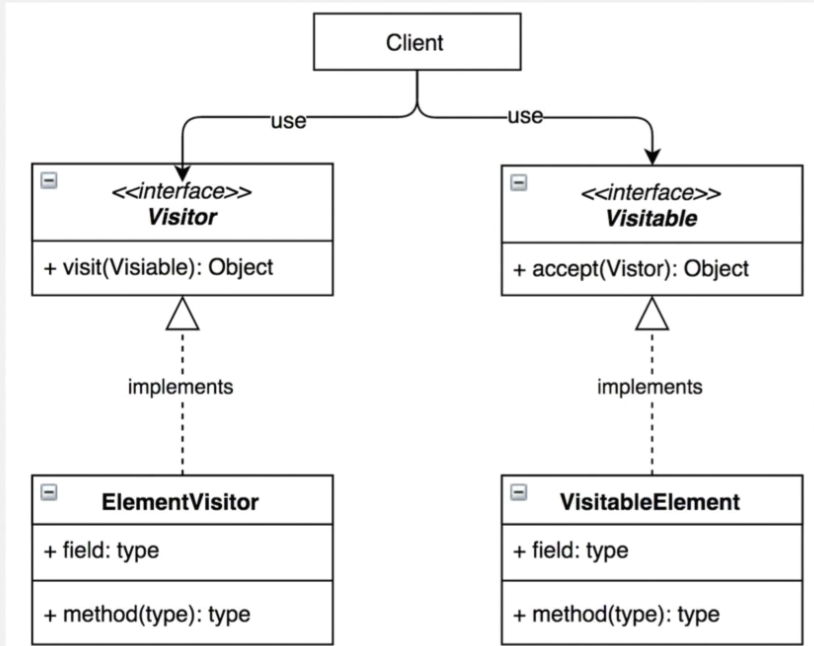 Client
use
use
<<interface>>
Visitor
+ visit(Visiable): Object
<<interface>>
Visitable
+ accept(Vistor): Object
implements
implements
ElementVisitor
+ field: type
+ method(type): type
VisitableElement
+ field: type
+ method(type): type